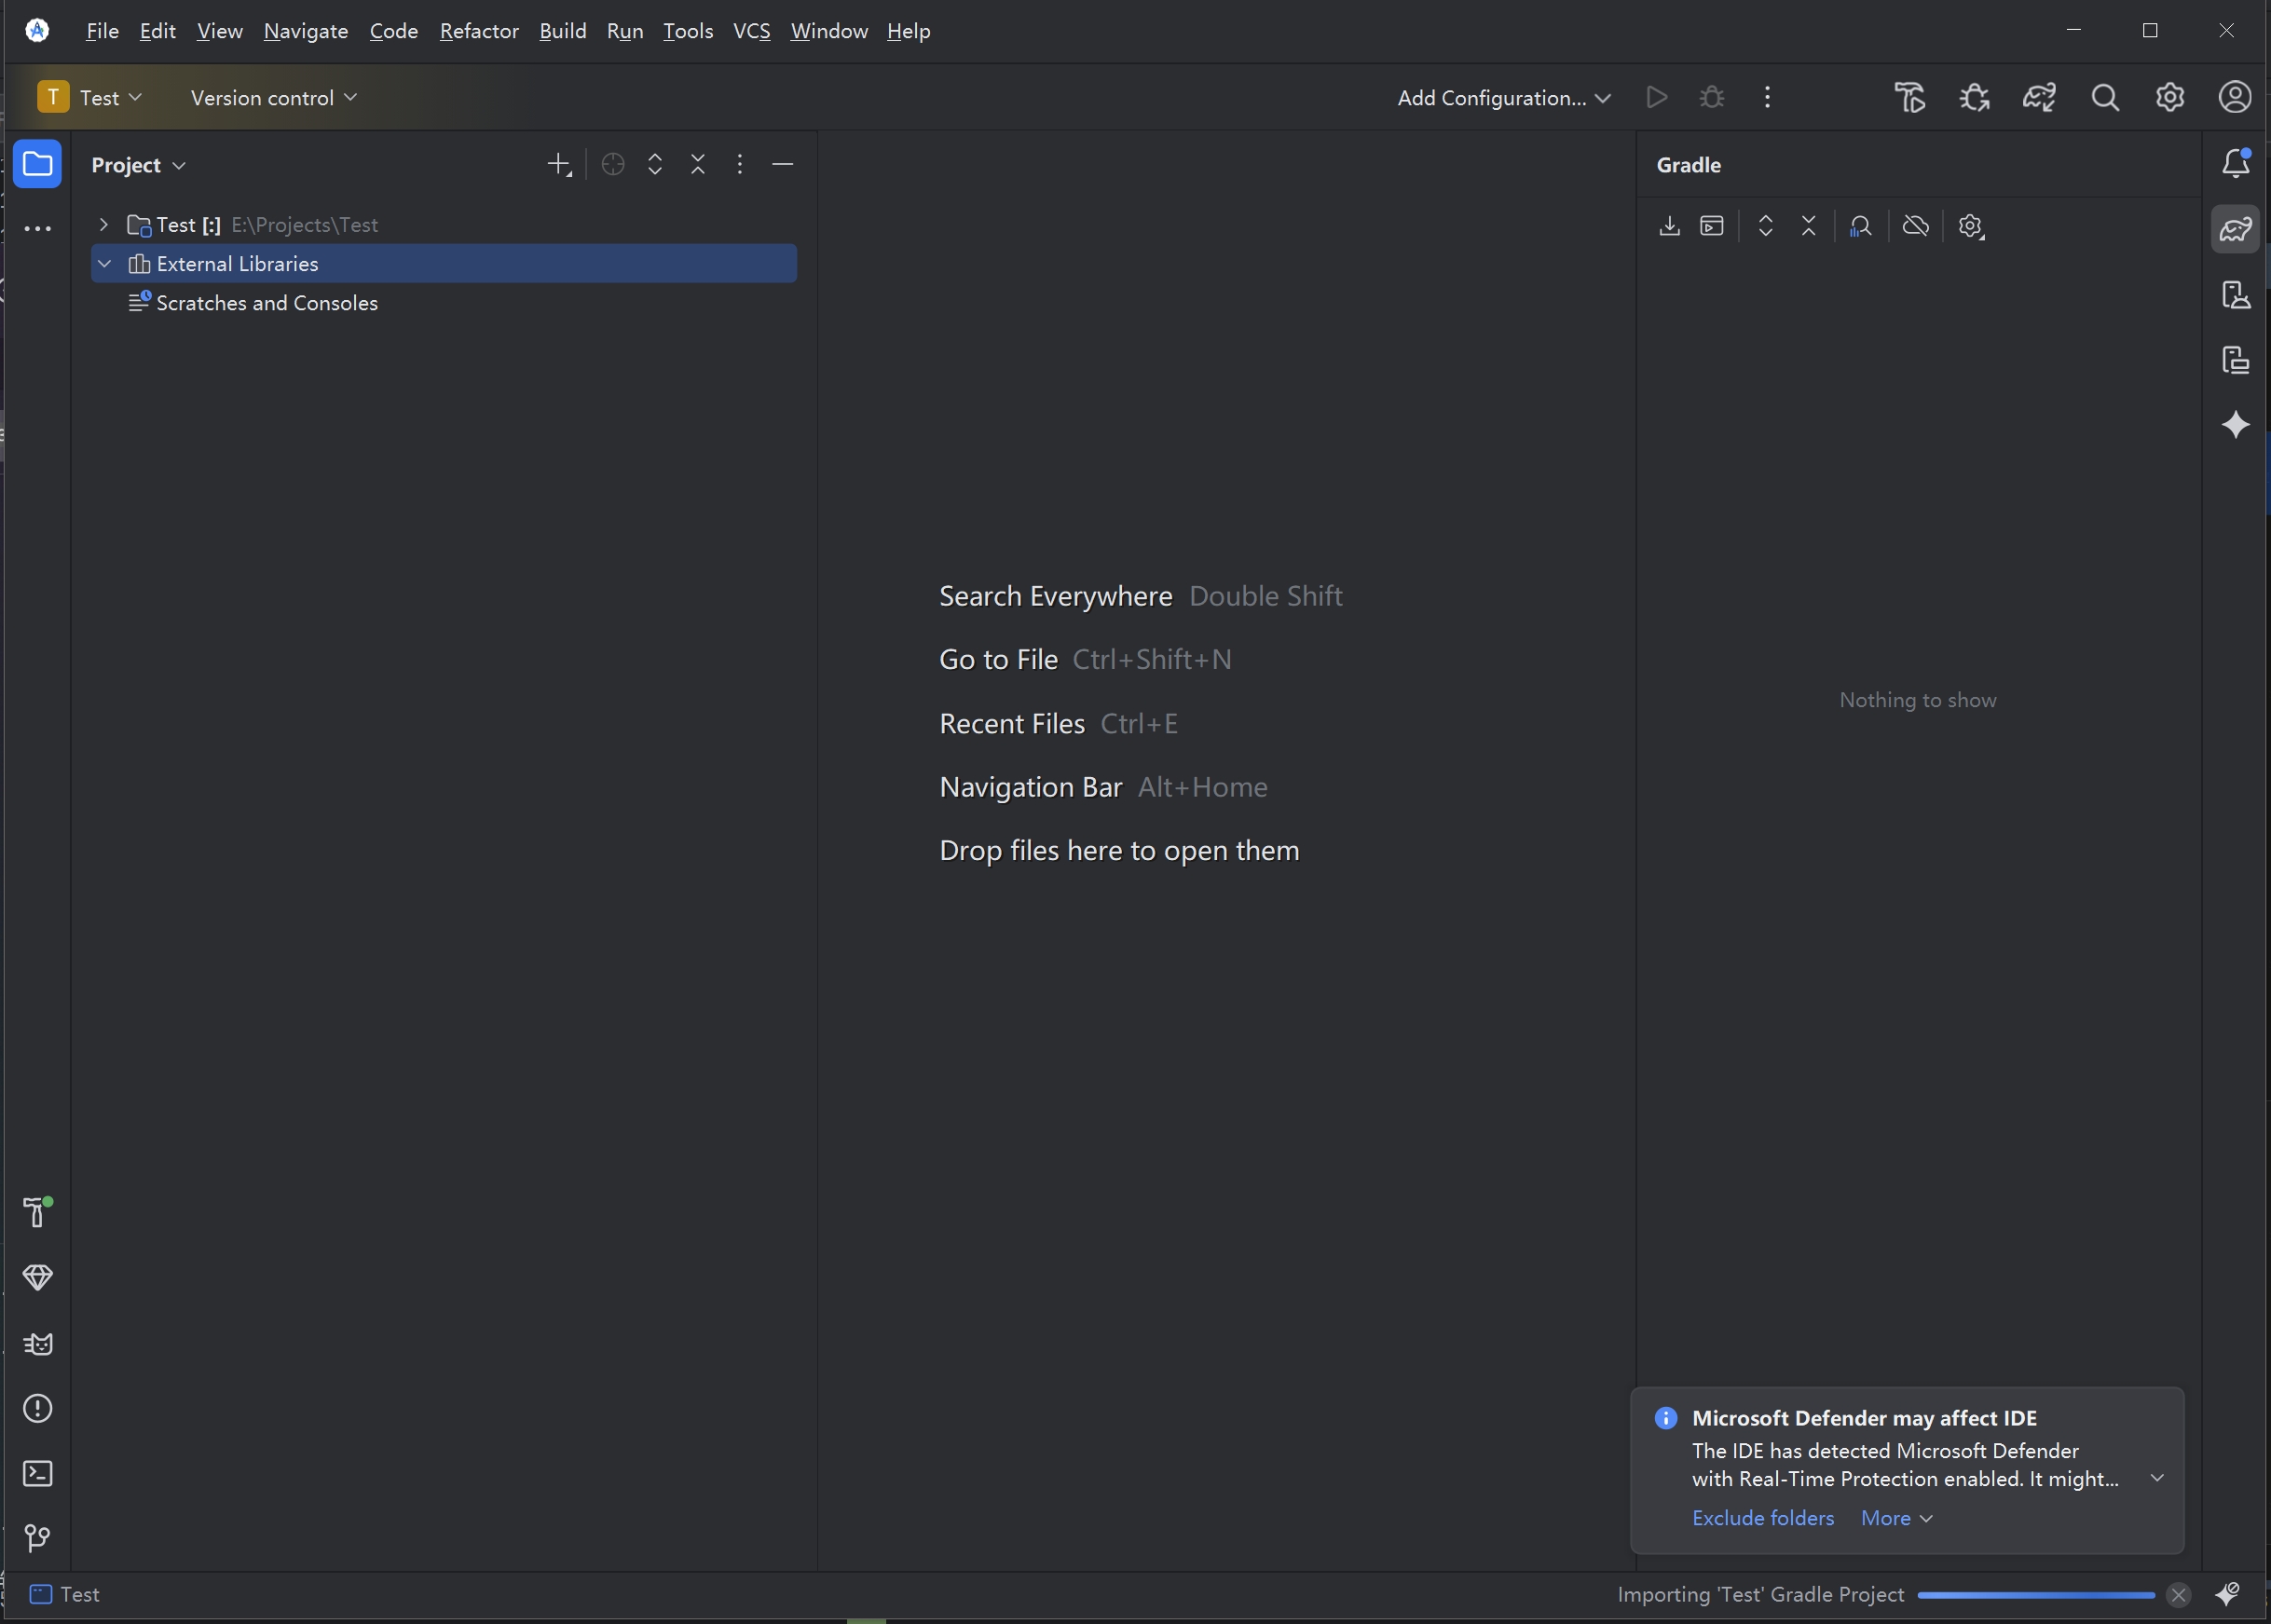 File Edit View Navigate Code Refactor Build Run Tools VCS Window Help
T Test Version control Add Configuration...
Project
Gradle
Test [:] E:\Projects\Test
External Libraries
Scratches and Consoles
Search Everywhere Double Shift
Go to File Ctrl+Shift+N
Recent Files Ctrl+E
Navigation Bar Alt+Home
Drop files here to open them
Nothing to show
Microsoft Defender may affect IDE
The IDE has detected Microsoft Defender
with Real-Time Protection enabled. It might...
Exclude folders More
Test
Importing 'Test' Gradle Project